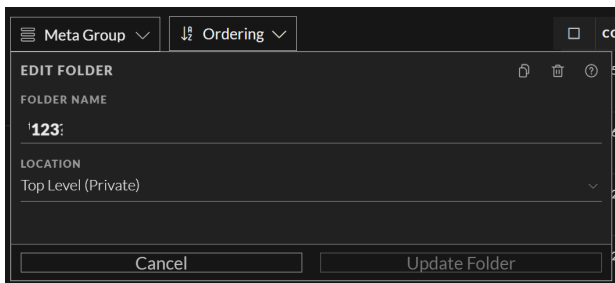 Meta Group
Ordering
EDIT FOLDER
FOLDER NAME
123
LOCATION
Top Level (Private)
Cancel
Update Folder